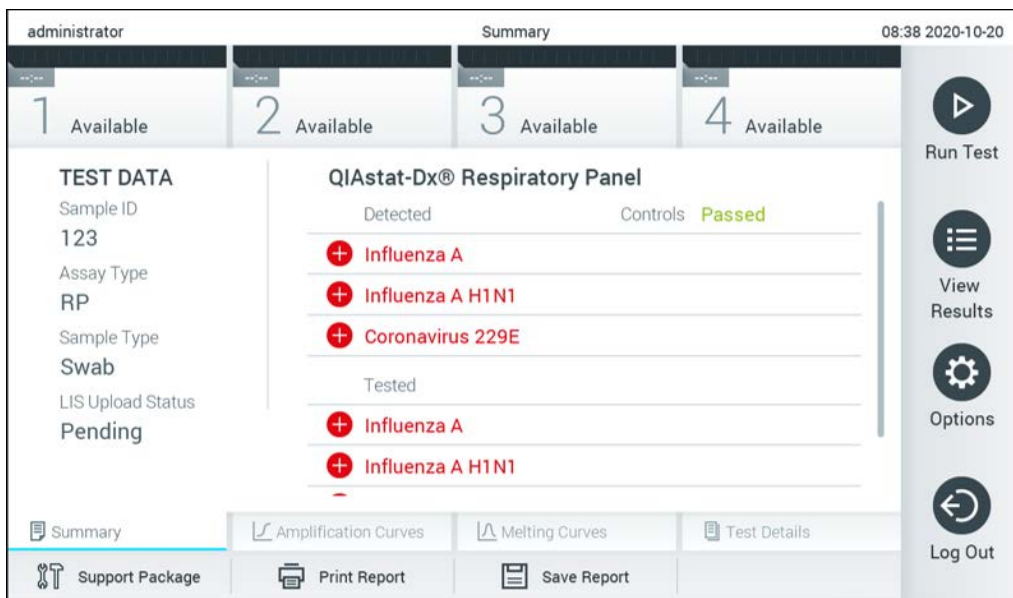 administrator Summary 08:38 2020-10-20
--:-- --:-- --:-- --:--
1 Available 2 Available 3 Available 4 Available
Run Test
TEST DATA
Sample ID
123
Assay Type
RP
Sample Type
Swab
LIS Upload Status
Pending
QIAstat-Dx® Respiratory Panel
Detected Controls Passed
Influenza A
Influenza A H1N1
Coronavirus 229E
Tested
Influenza A
Influenza A H1N1
View
Results
Options
Log Out
Summary Amplification Curves Melting Curves Test Details
Support Package Print Report Save Report